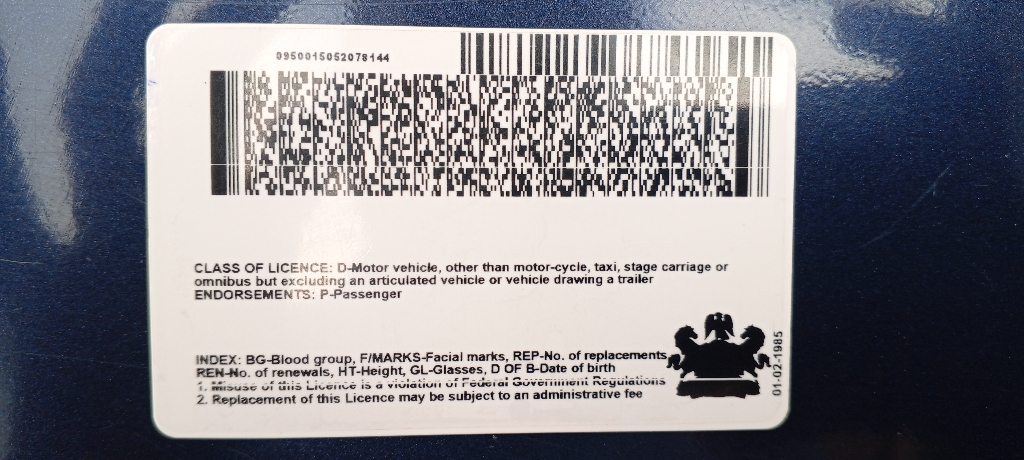 0950015052078144
CLASS OF LICENCE: D-Motor vehicle, other than motor-cycle, taxi, stage carriage or
omnibus but excluding an articulated vehicle or vehicle drawing a trailer
ENDORSEMENTS: P-Passenger
INDEX: BG-Blood group, F/MARKS-Facial marks, REP-No. of replacements
REN-No. of renewals, HT-Height, GL-Glasses, D OF B-Date of birth
1. Misuse of this Licence is a violation of Federal Government Regulations
2. Replacement of this Licence may be subject to an administrative fee
01-02-1985